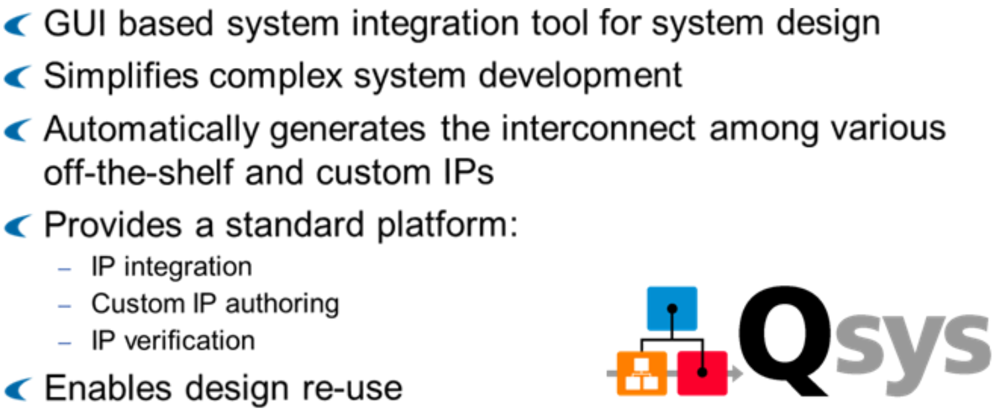 GUI based system integration tool for system design
Simplifies complex system development
Automatically generates the interconnect among various
off-the-shelf and custom IPs
Provides a standard platform:
– IP integration
– Custom IP authoring
– IP verification
Enables design re-use
Qsys